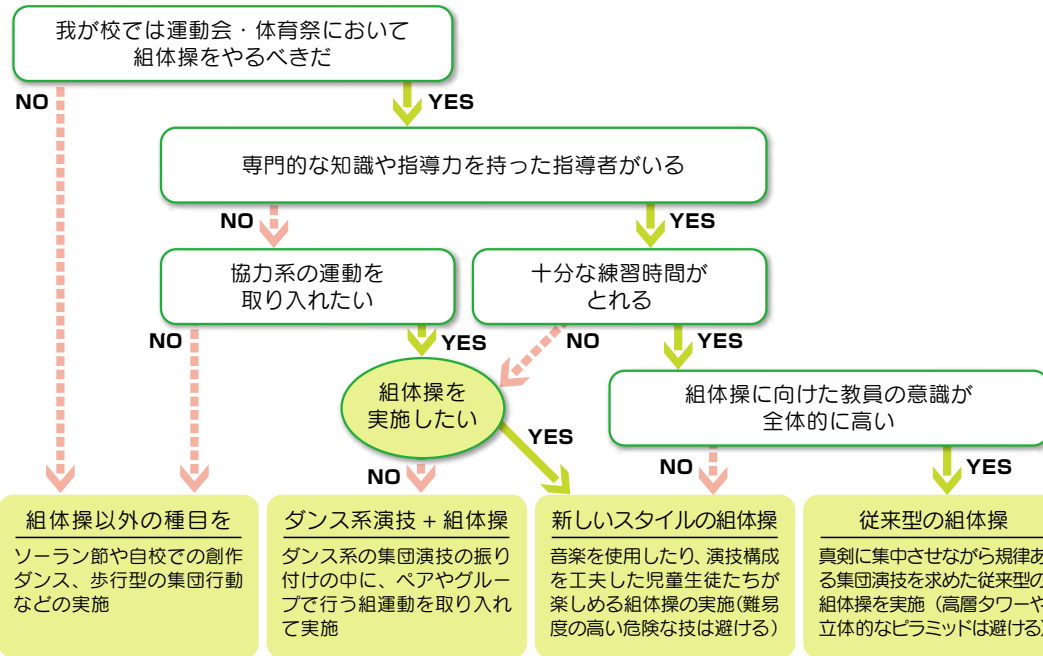 我が校では運動会・体育祭において
組体操をやるべきだ
NO
YES
専門的な知識や指導力を持った指導者がいる
NO
YES
協力系の運動を
取り入れたい
十分な練習時間が
とれる
NO
YES
NO
YES
組体操を
実施したい
組体操に向けた教員の意識が
全体的に高い
YES
NO
NO
YES
組体操以外の種目を
ソーラン節や自校での創作
ダンス、歩行型の集団行動
などの実施
ダンス系演技 + 組体操
ダンス系の集団演技の振り
付けの中に、ペアやグルー
プで行う組運動を取り入れ
て実施
新しいスタイルの組体操
音楽を使用したり、演技構成
を工夫した児童生徒たちが
楽しめる組体操の実施(難易
度の高い危険な技は避ける)
従来型の組体操
真剣に集中させながら規律あ
る集団演技を求めた従来型の
組体操を実施(高層タワーや
立体的なピラミッドは避ける)